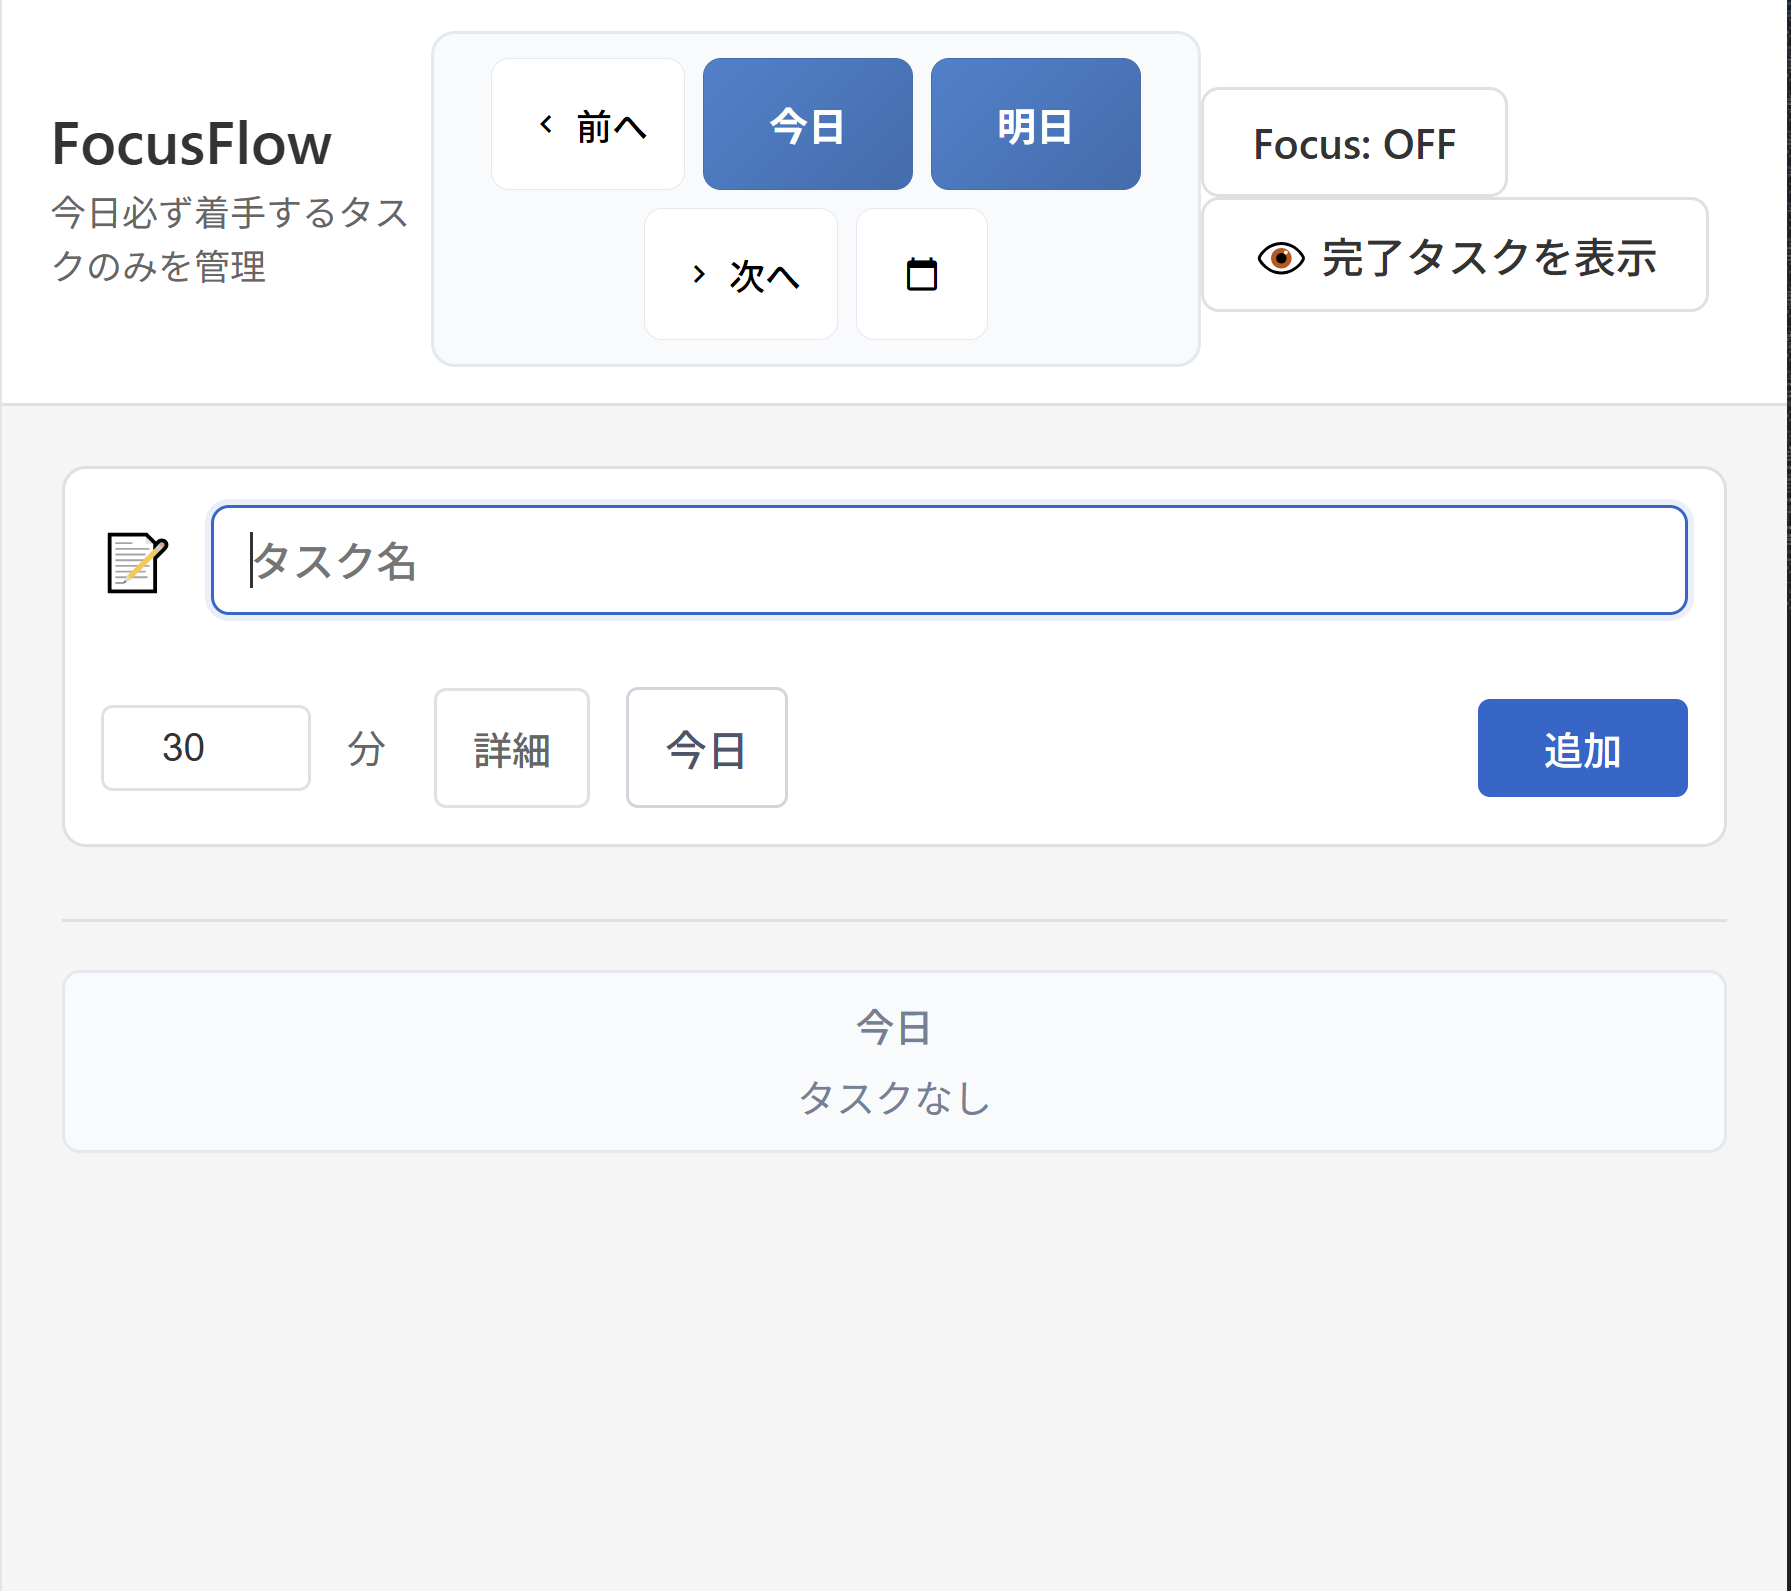 FocusFlow
今日必ず着手するタス
クのみを管理
前へ
今日
明日
次へ
Focus: OFF
完了タスクを表示
タスク名
30
分
詳細
今日
追加
今日
タスクなし